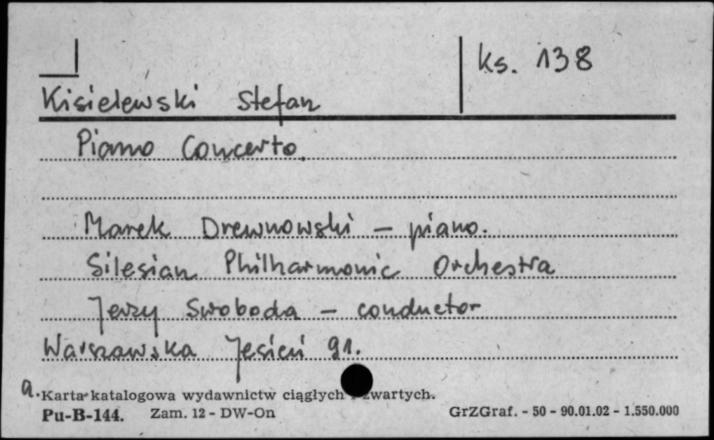 ks. 138
Kisielewski Stefan
Piano Concerto.
Marek Drewnowski – piano.
Silesian Philharmonic Orchestra
Jerzy Swoboda – conductor
Warszawska Jesień 91.
a. Karta katalogowa wydawnictw ciągłych zwartych.
Pu-B-144. Zam. 12 - DW-On GrZGraf. - 50 - 90.01.02 - 1.550.000